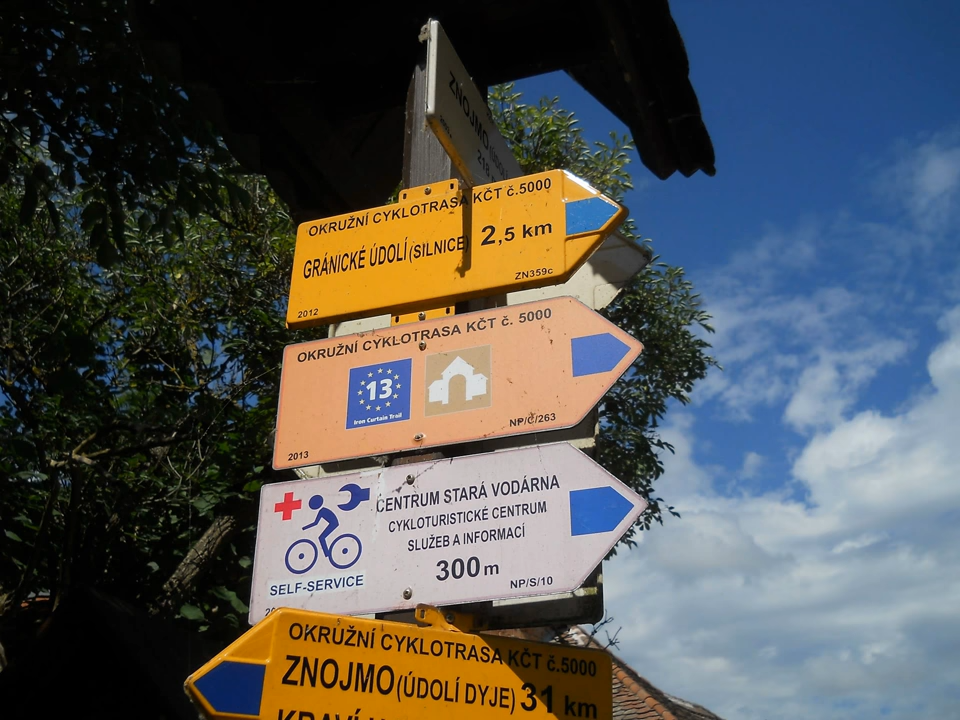 ZNOJMO
OKRUŽNÍ CYKLOTRASA KČT č.5000
GRÁNICKÉ ÚDOLÍ (SILNICE) 2,5 km
2012 ZN359c
OKRUŽNÍ CYKLOTRASA KČT č. 5000
13
Iron Curtain Trail
2013 NP/C/263
CENTRUM STARÁ VODÁRNA
CYKLOTURISTICKÉ CENTRUM
SLUŽEB A INFORMACÍ
300 m
SELF-SERVICE
NP/S/10
OKRUŽNÍ CYKLOTRASA KČT č.5000
ZNOJMO (ÚDOLÍ DYJE) 31 km